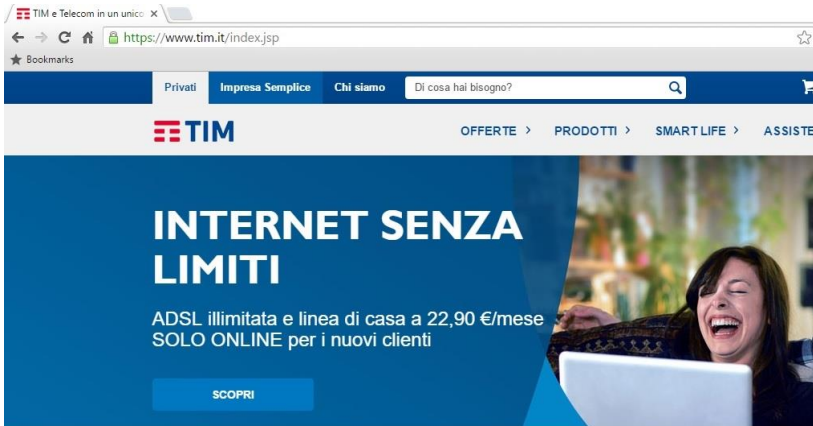 TIM e Telecom in un unico
https://www.tim.it/index.jsp
Bookmarks
Privati Impresa Semplice Chi siamo Di cosa hai bisogno?
TIM OFFERTE PRODOTTI SMART LIFE ASSISTE
INTERNET SENZA
LIMITI
ADSL illimitata e linea di casa a 22,90 €/mese
SOLO ONLINE per i nuovi clienti
SCOPRI